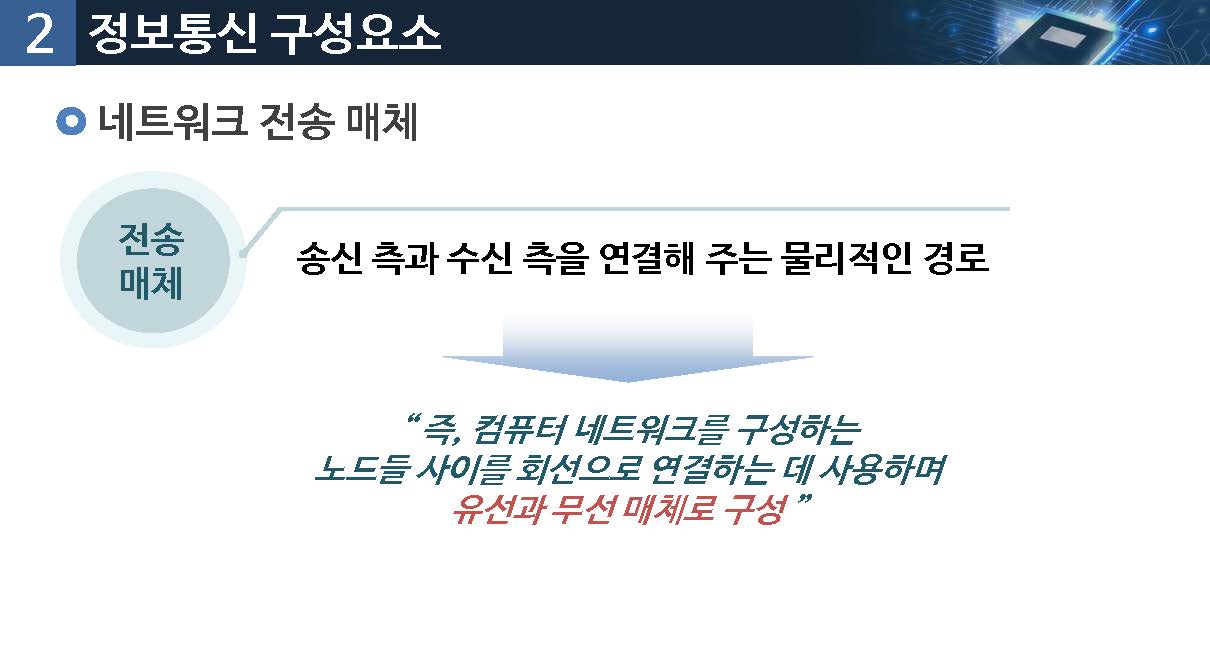 2 정보통신 구성요소
네트워크 전송 매체
전송
매체
송신 측과 수신 측을 연결해 주는 물리적인 경로
“ 즉, 컴퓨터 네트워크를 구성하는
노드들 사이를 회선으로 연결하는 데 사용하며
유선과 무선 매체로 구성 ”